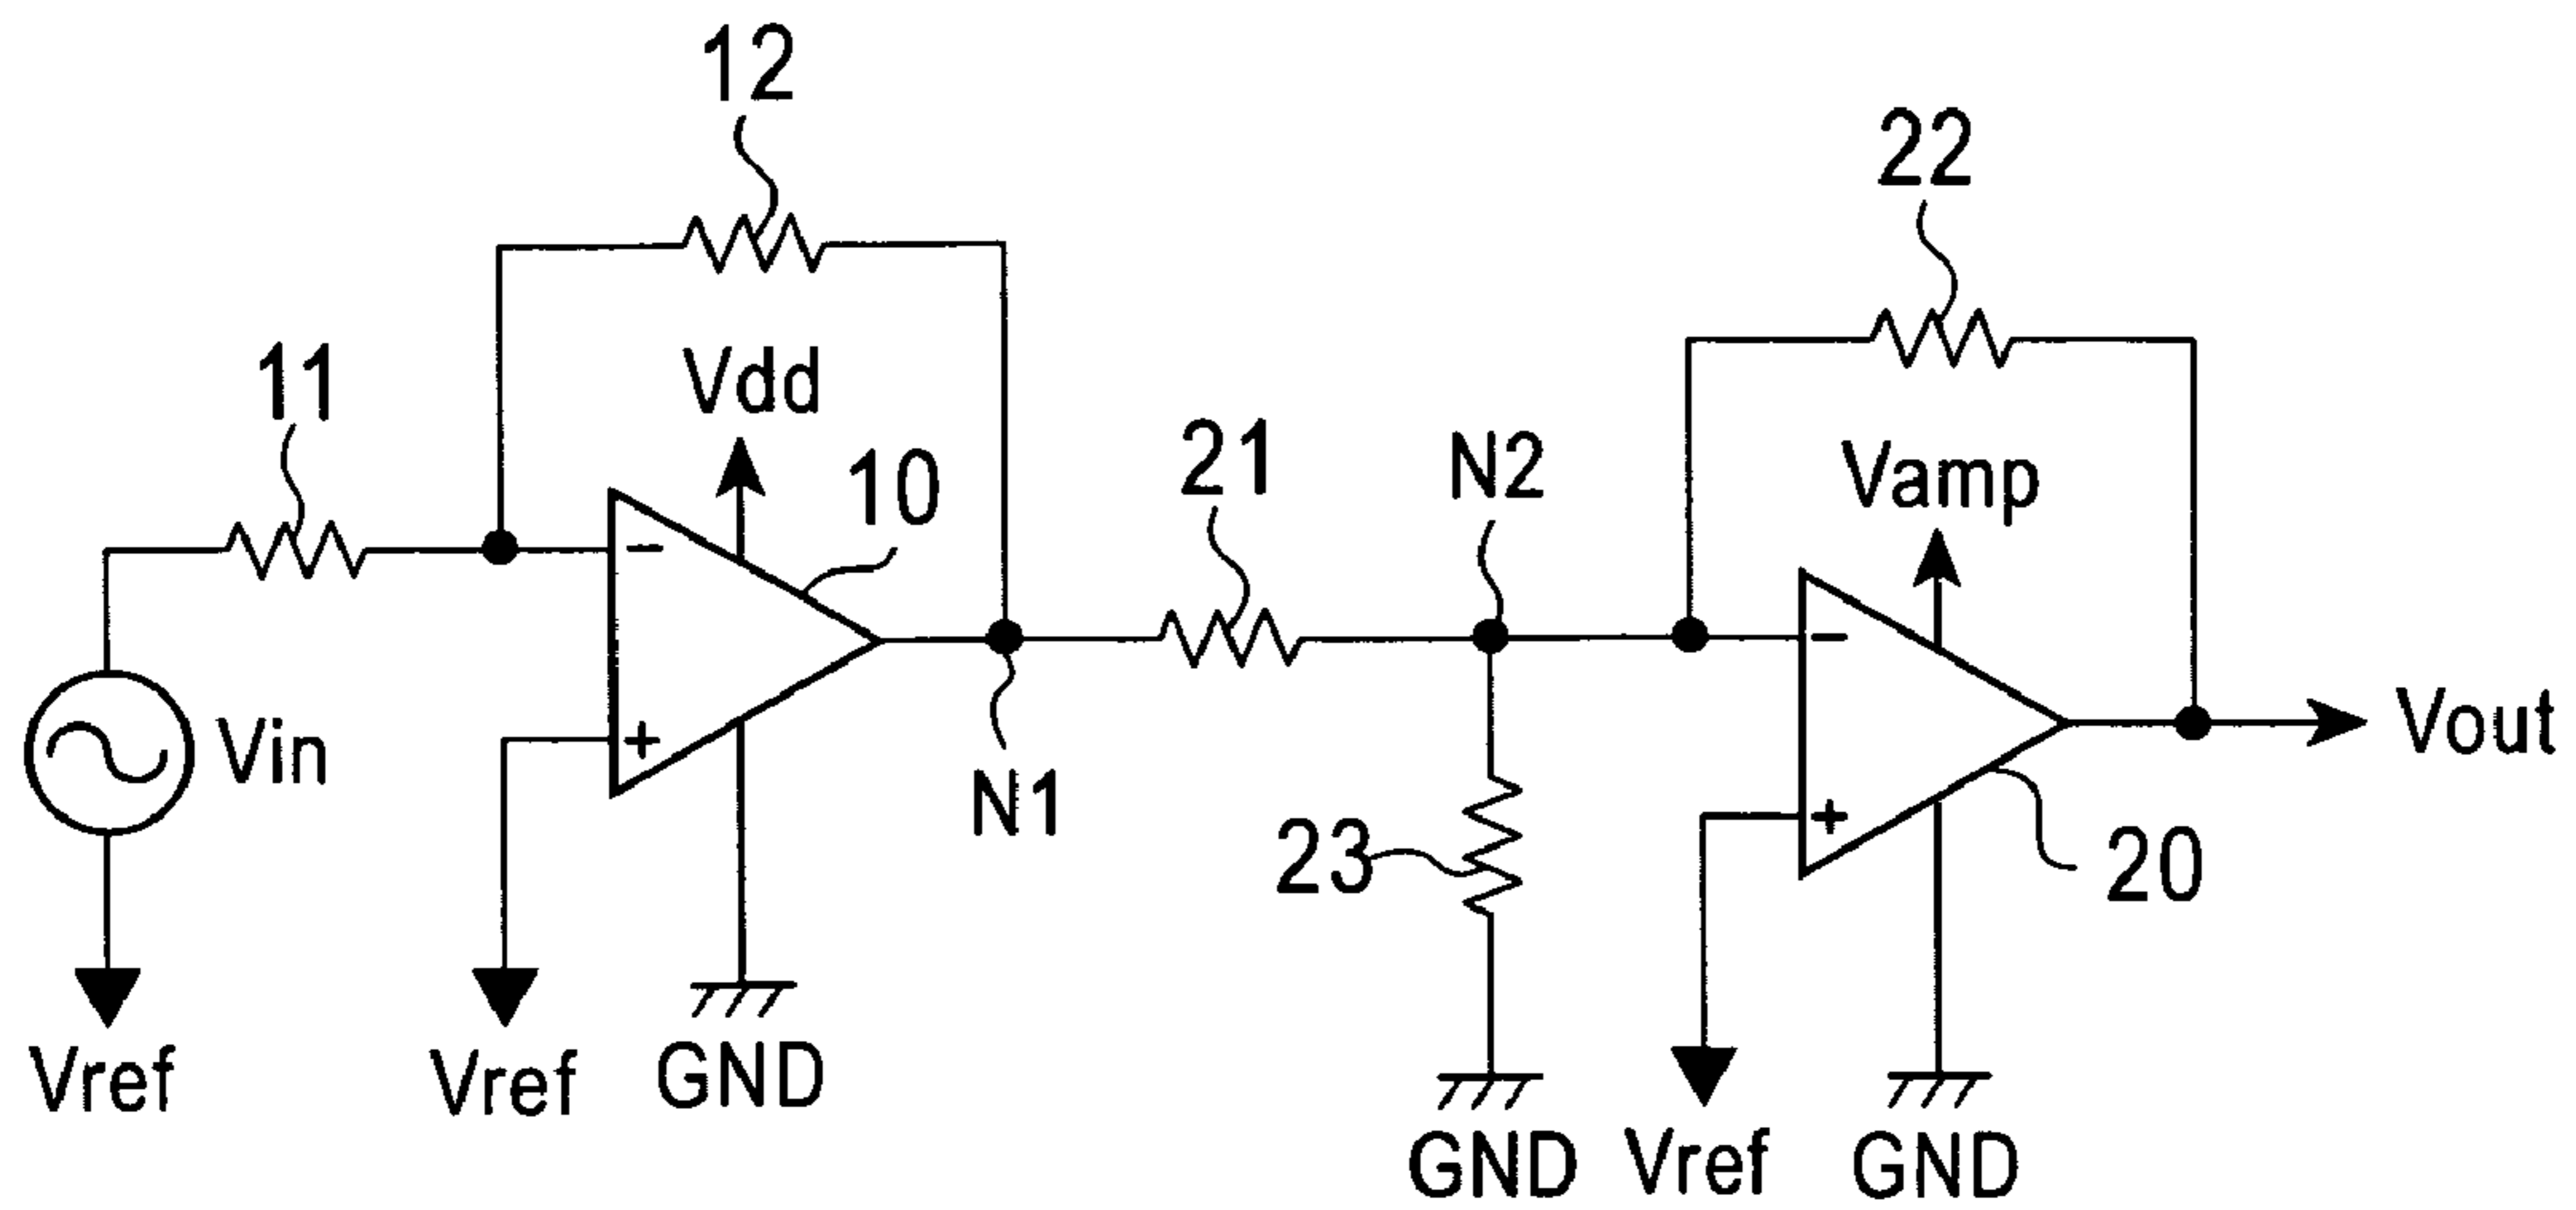 12
22
11
Vdd
10
21
N2
Vamp
−
+
−
+
Vin
N1
23
20
Vout
Vref
Vref
GND
GND
Vref
GND